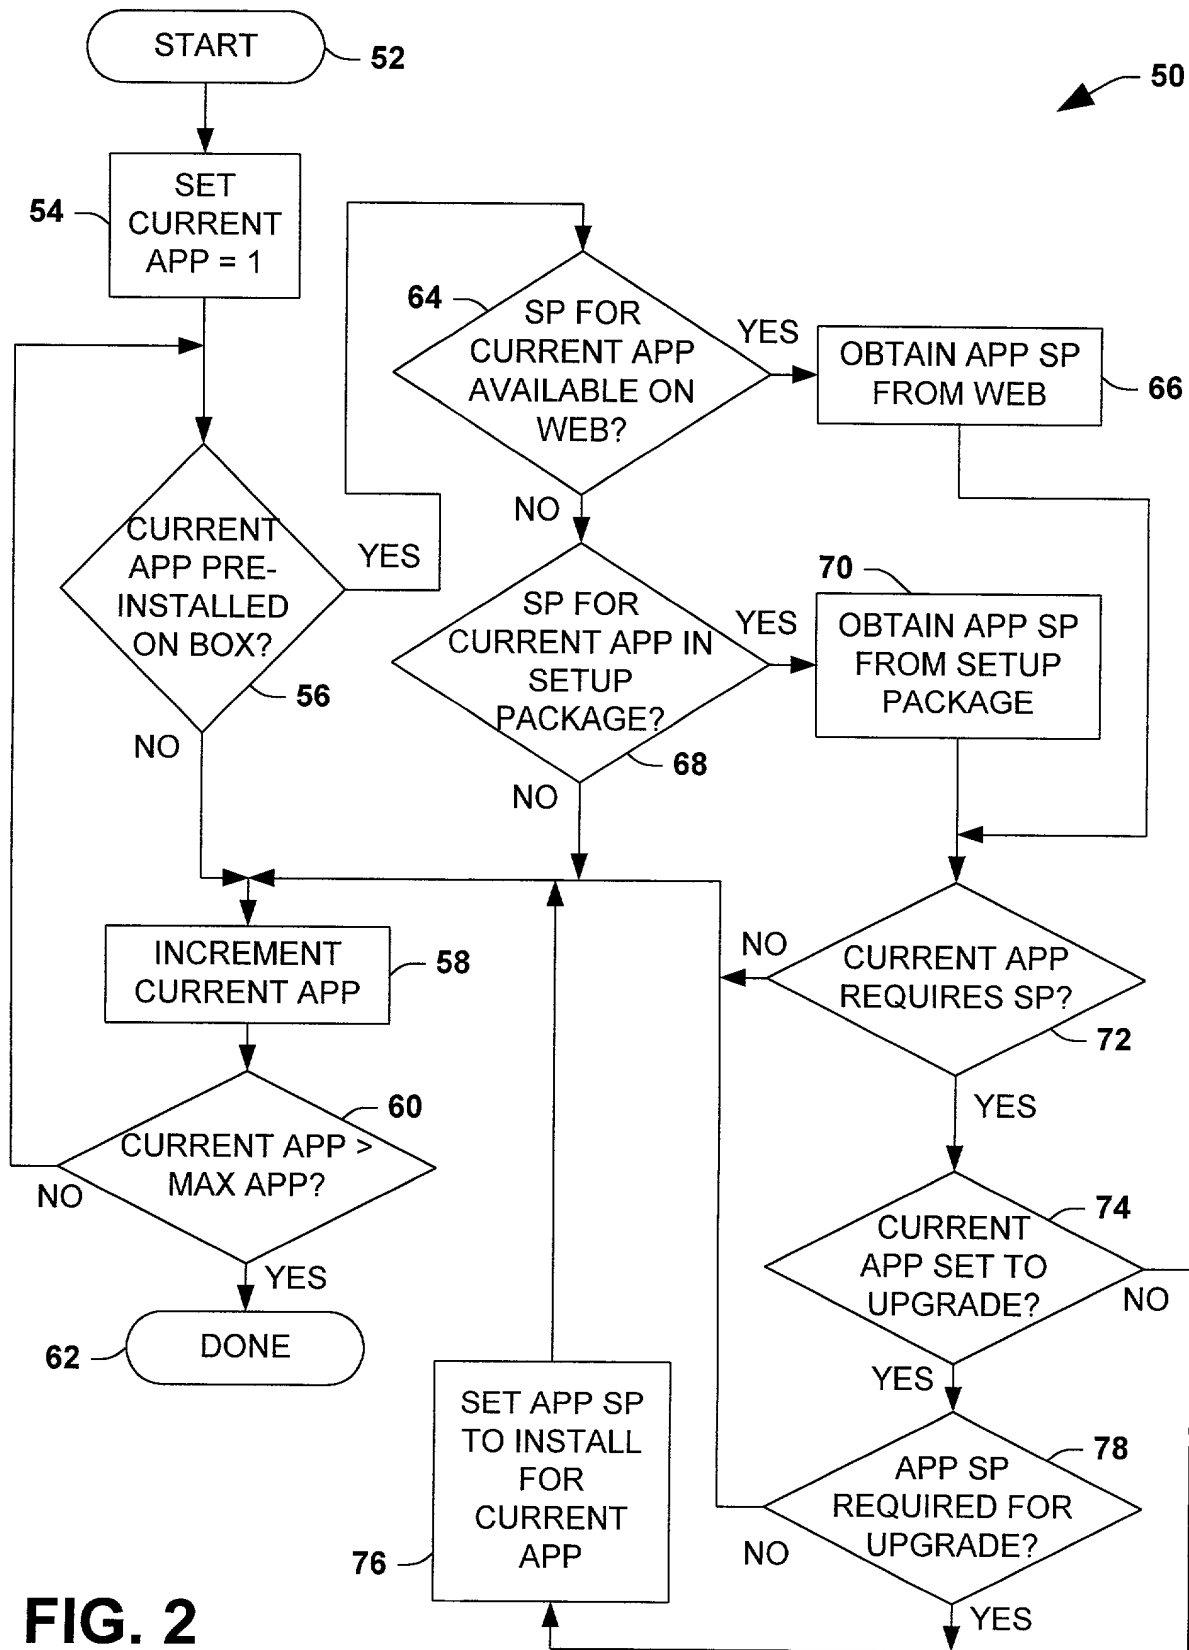 START
52
50
SET
CURRENT
APP = 1
54
64
SP FOR
CURRENT APP
AVAILABLE ON
WEB?
YES
OBTAIN APP SP
FROM WEB
66
NO
CURRENT
APP PRE-
INSTALLED
ON BOX?
YES
56
NO
SP FOR
CURRENT APP IN
SETUP
PACKAGE?
YES
68
NO
70
OBTAIN APP SP
FROM SETUP
PACKAGE
INCREMENT
CURRENT APP
58
NO
CURRENT APP
REQUIRES SP?
72
YES
60
CURRENT APP >
MAX APP?
NO
YES
DONE
62
74
CURRENT
APP SET TO
UPGRADE?
NO
YES
SET APP SP
TO INSTALL
FOR
CURRENT
APP
76
78
APP SP
REQUIRED FOR
UPGRADE?
NO
YES
FIG. 2